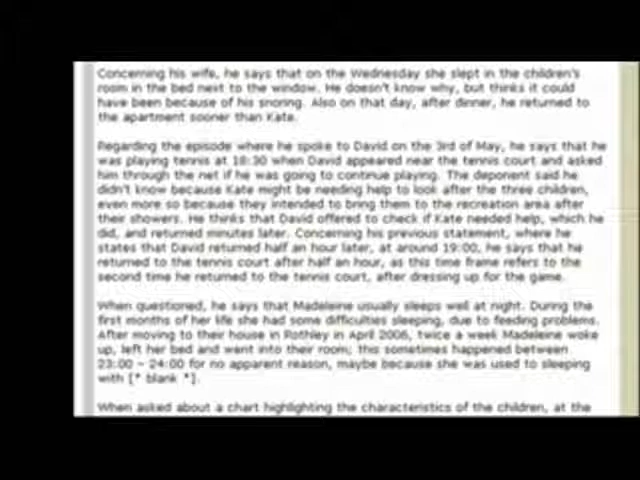 Concerning his wife, he says that on the Wednesday she slept in the children's
room in the bed next to the window. He doesn't know why, but thinks it could
have been because of his snoring. Also on that day, after dinner, he returned to
the apartment sooner than Kate.
Regarding the episode where he spoke to David on the 3rd of May, he says that he
was playing tennis at 18:30 when David appeared near the tennis court and asked
him through the net if he was going to continue playing. The deponent said he
didn't know because Kate might be needing help to look after the three children,
even more so because they intended to bring them to the recreation area after
their showers. He thinks that David offered to check if Kate needed help, which he
did, and returned minutes later. Concerning his previous statement, where he
states that David returned half an hour later, at around 19:00, he says that he
returned to the tennis court after half an hour, as this time frame refers to the
second time he returned to the tennis court, after dressing up for the game.
When questioned, he says that Madeleine usually sleeps well at night. During the
first months of her life she had some difficulties sleeping, due to feeding problems.
After moving to their house in Rothley in April 2006, twice a week Madeleine woke
up, left her bed and went into their room; this sometimes happened between
23:00 - 24:00 for no apparent reason, maybe because she was used to sleeping
with [* blank *].
When asked about a chart highlighting the characteristics of the children, at the